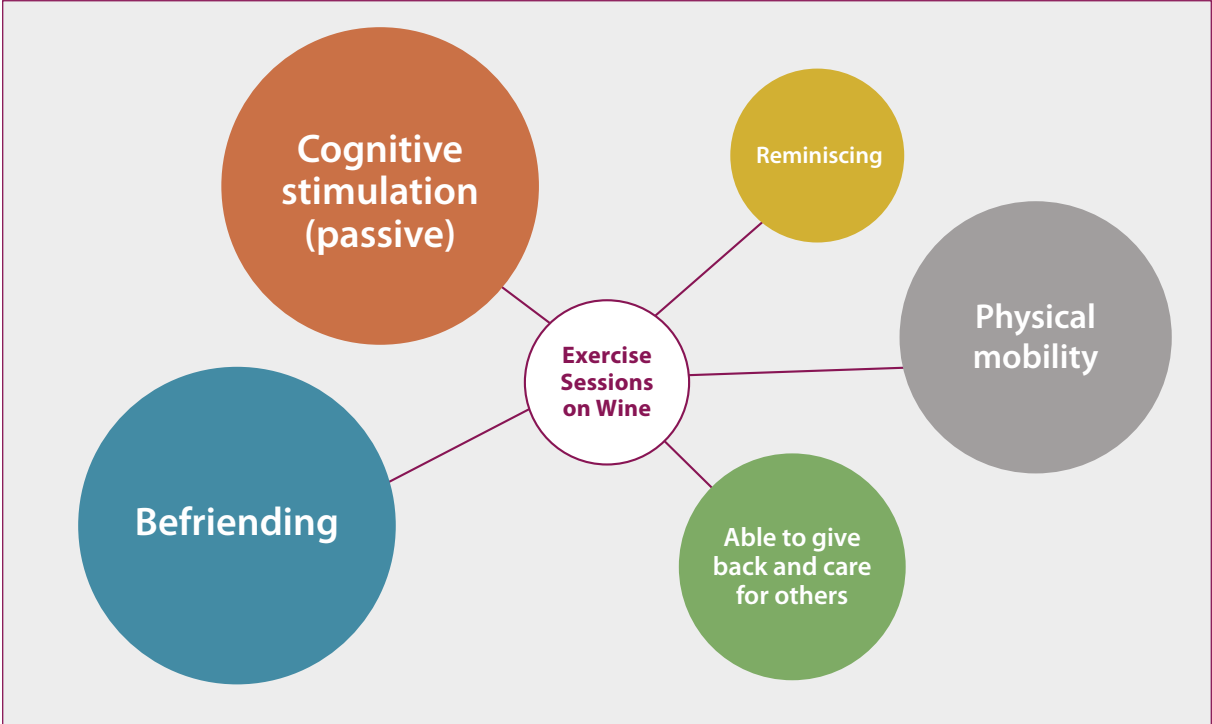 Cognitive
stimulation
(passive)
Reminiscing
Physical
mobility
Exercise
Sessions
on Wine
Befriending
Able to give
back and care
for others